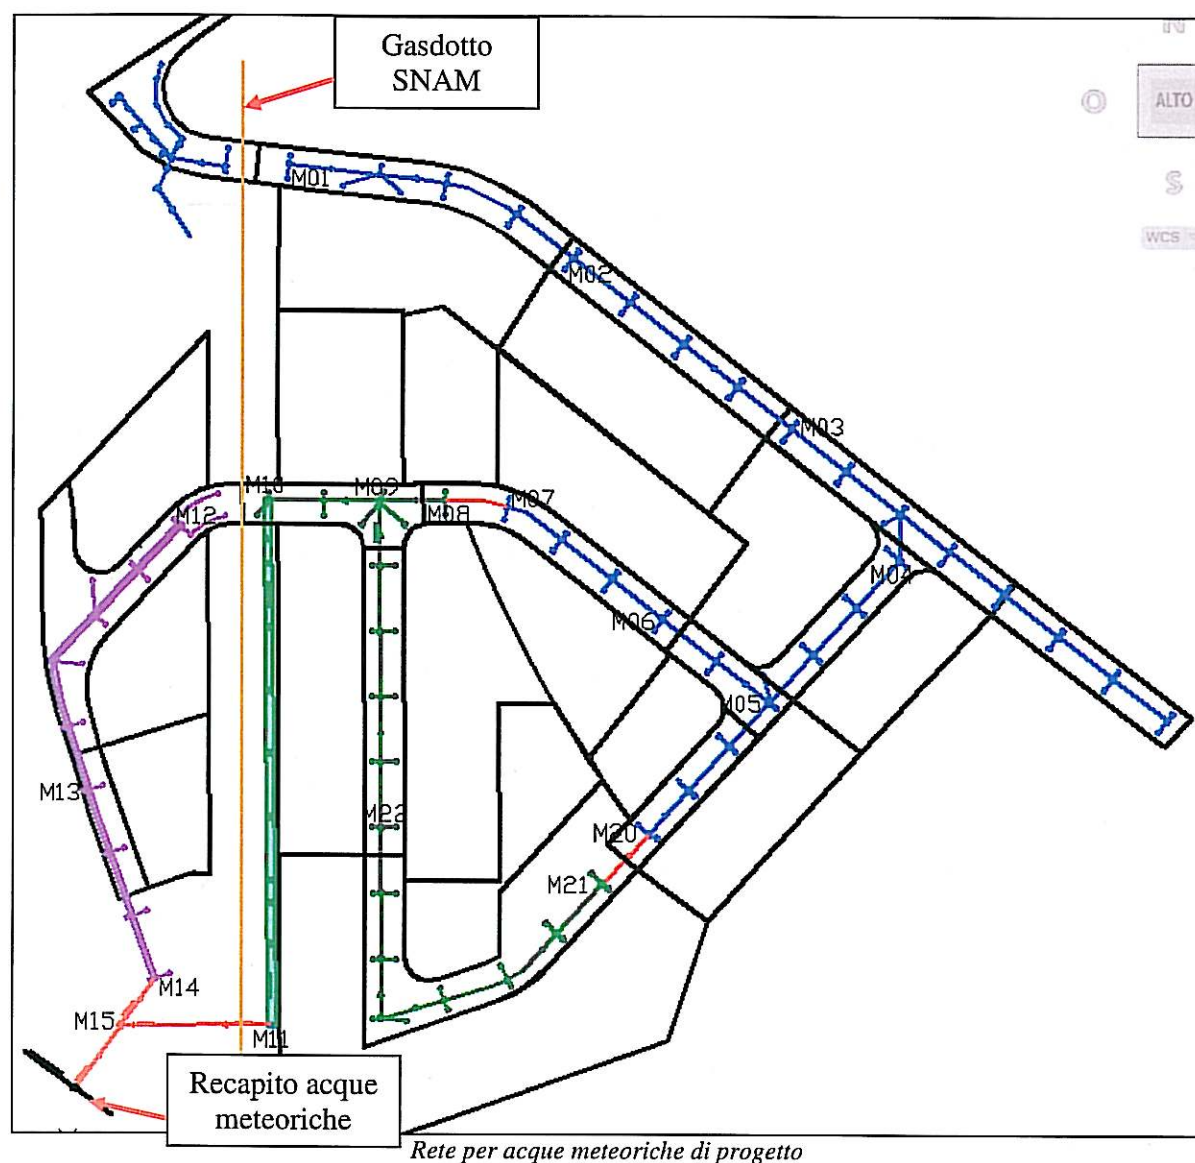 N
Gasdotto
SNAM
O
ALTO
M01
S
WCS
M02
M03
M10
M09
M07
M12
M08
M04
M06
M05
M13
M22
M20
M21
M14
M15
M11
Recapito acque
meteoriche
Rete per acque meteoriche di progetto